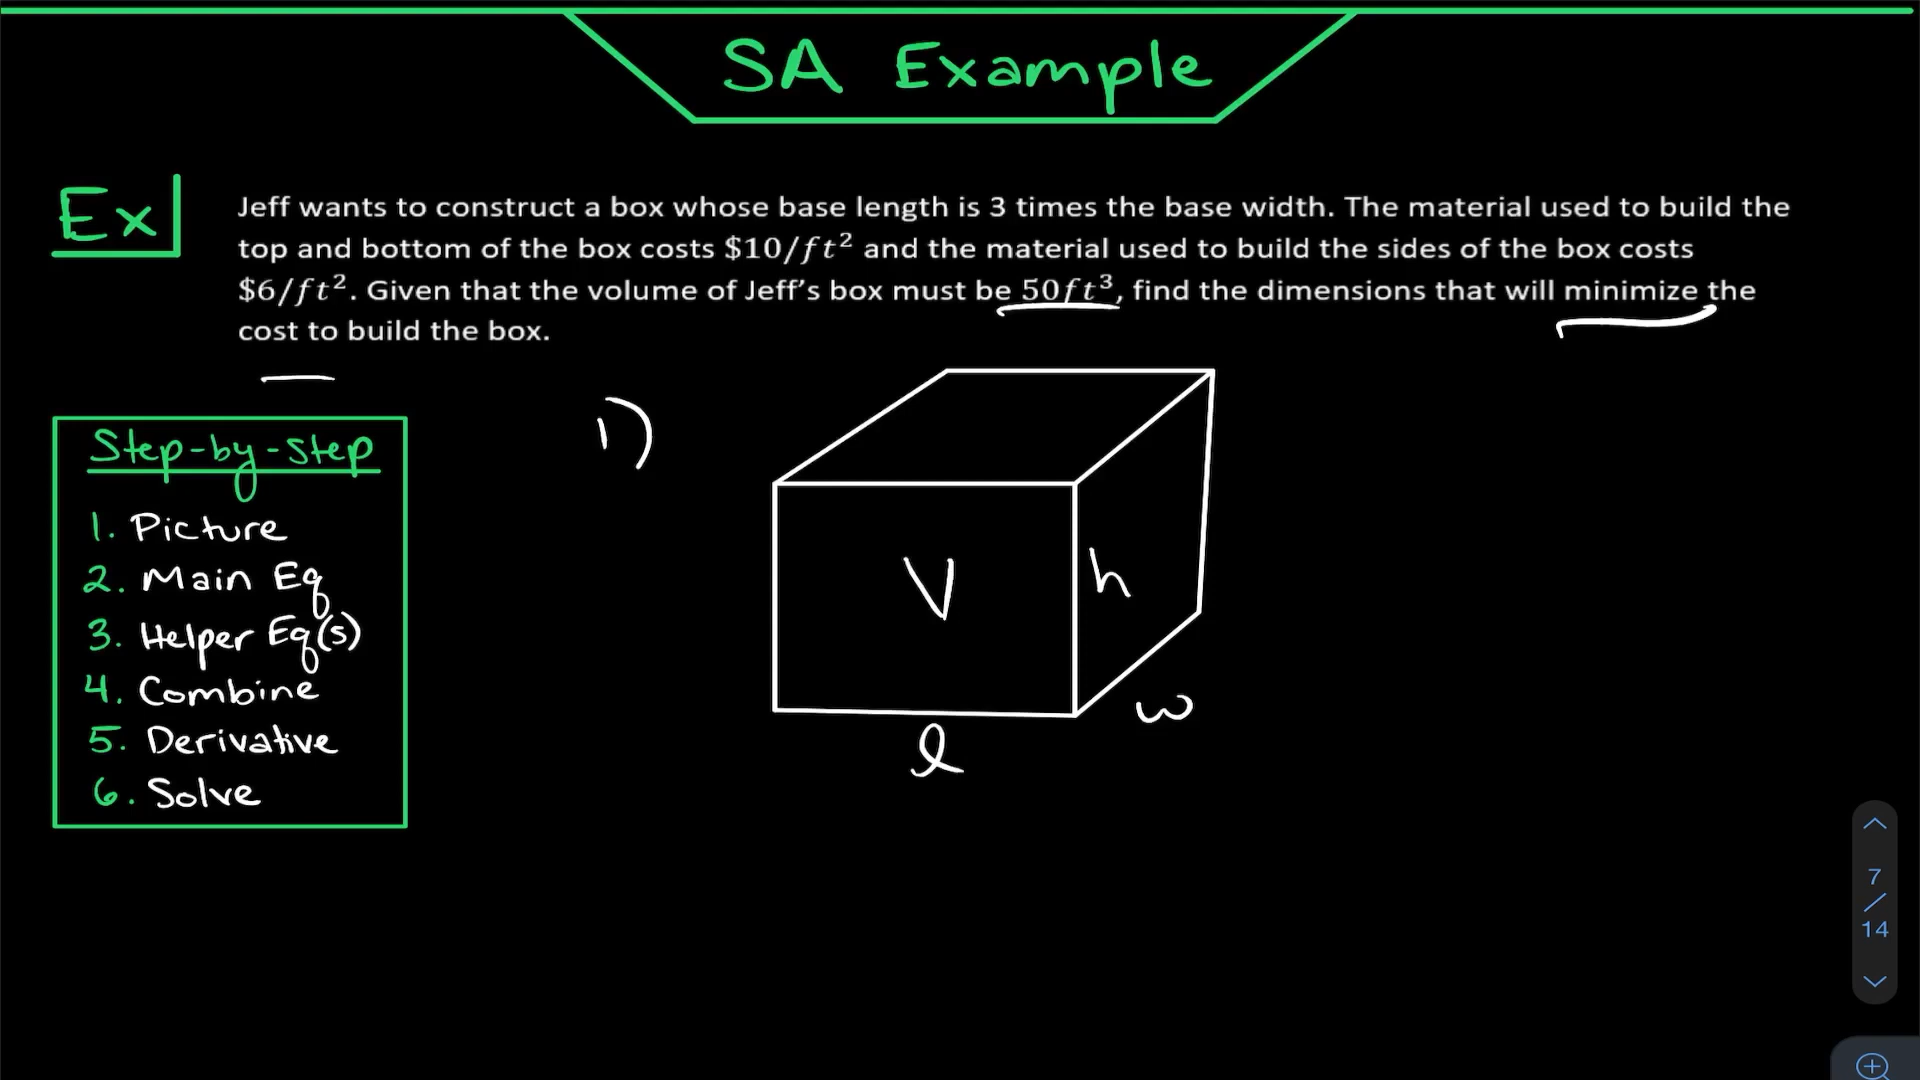 SA Example
Ex
Jeff wants to construct a box whose base length is 3 times the base width. The material used to build the
top and bottom of the box costs $10/ft² and the material used to build the sides of the box costs
$6/ft². Given that the volume of Jeff's box must be 50ft³, find the dimensions that will minimize the
cost to build the box.
Step-by-step
1. Picture
2. Main Eq
3. Helper Eq(s)
4. Combine
5. Derivative
6. Solve
1)
V
h
w
l
7
/
14